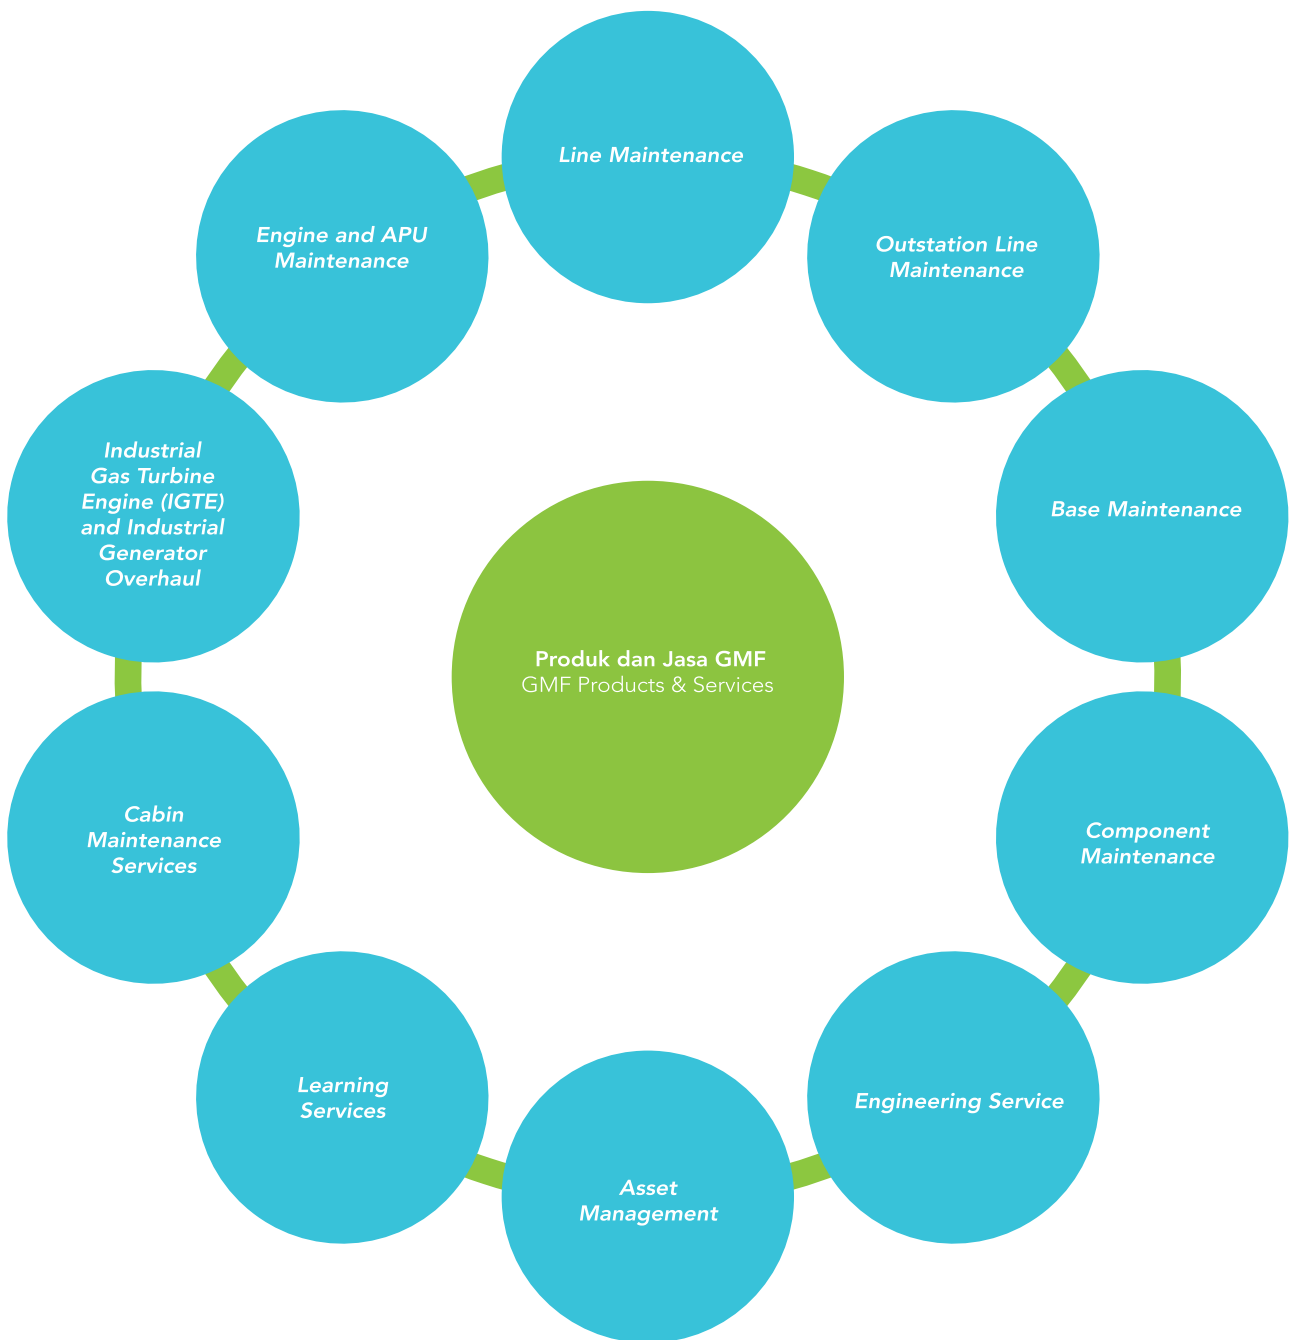 Line Maintenance
Outstation Line
Maintenance
Base Maintenance
Component
Maintenance
Engineering Service
Asset
Management
Learning
Services
Cabin
Maintenance
Services
Industrial
Gas Turbine
Engine (IGTE)
and Industrial
Generator
Overhaul
Engine and APU
Maintenance
Produk dan Jasa GMF
GMF Products & Services